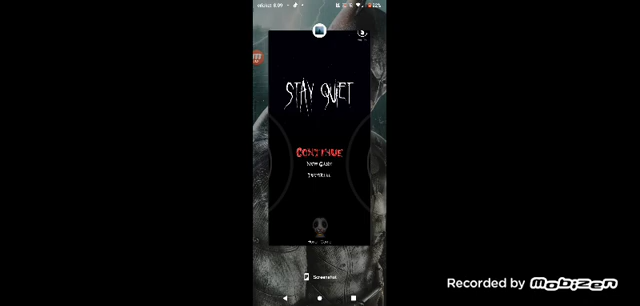 STAY QUIET
CONTINUE
NEW GAME
TUTORIAL
Screenshot
Recorded by MOBIZEN